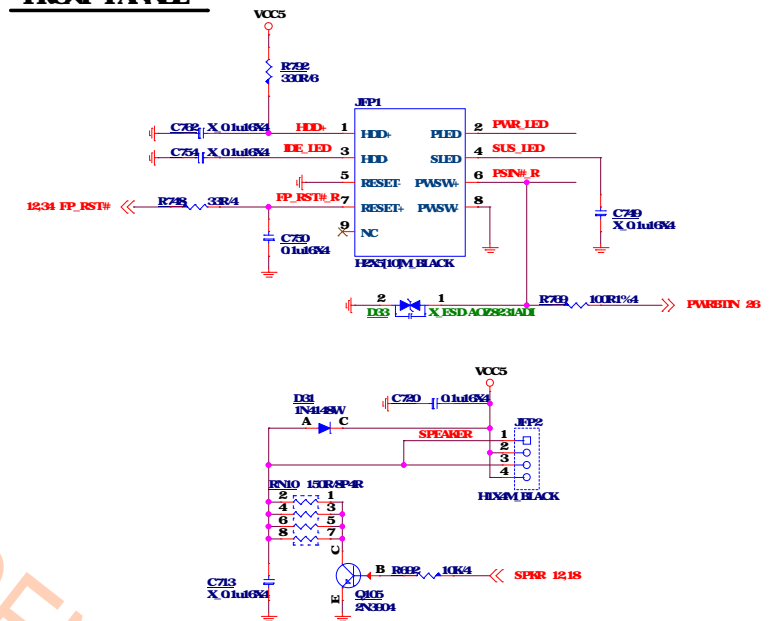 VCC5
R792
330R/6
JFP1
C762 X_0.1u16X4 HDD+ 1 HDD+ PLED 2 PWR_LED
C754 X_0.1u16X4 IDE_LED 3 HDD- SLED 4 SUS_LED
5 RESET- PWSW+ 6 PSIN#_R
12,34 FP_RST# R748 33R/4 FP_RST#_R 7 RESET+ PWSW- 8
9 NC
C749
X_0.1u16X4
C750
0.1u16X4
H2X5[10]M_BLACK
2 1
D33 X_ESD-AOZ8231ADI
R769 100R1%4 PWRBTIN 26
VCC5
D31
1N4148W
A C
C720 0.1u16X4
JFP2
SPEAKER 1
2
3
4
H1X4M_BLACK
RN10 150R/8P4R
2 1
4 3
6 5
8 7
C
B R692 10K/4 SPKR 12,18
E
Q105
2N3904
C713
X_0.1u16X4